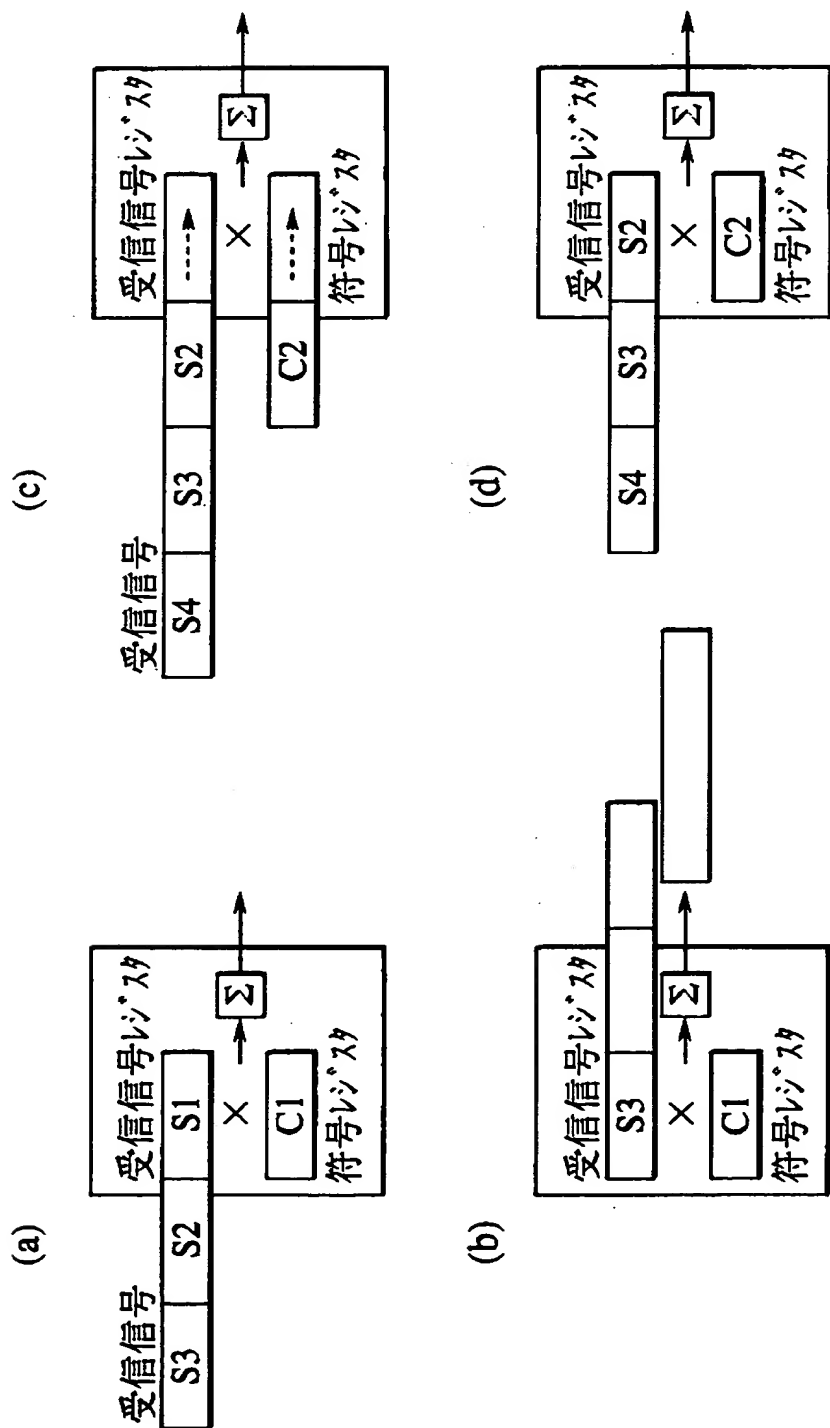 (a)
受信信号
受信信号レジスタ
S3 S2 S1
×
Σ
C1
符号レジスタ
(b)
受信信号レジスタ
S3
×
Σ
C1
符号レジスタ
(c)
受信信号
受信信号レジスタ
S4 S3 S2
×
Σ
C2
符号レジスタ
(d)
受信信号レジスタ
S4 S3 S2
×
Σ
C2
符号レジスタ